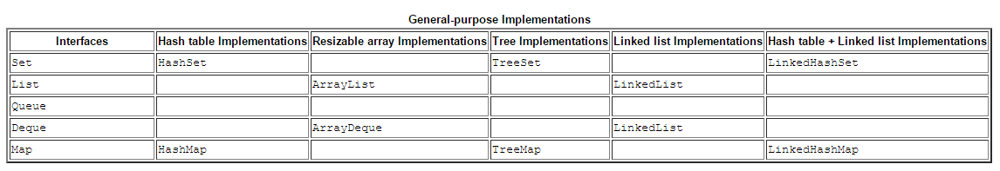 General-purpose Implementations
Interfaces Hash table Implementations Resizable array Implementations Tree Implementations Linked list Implementations Hash table + Linked list Implementations
Set HashSet TreeSet LinkedHashSet
List ArrayList LinkedList
Queue
Deque ArrayDeque LinkedList
Map HashMap TreeMap LinkedHashMap